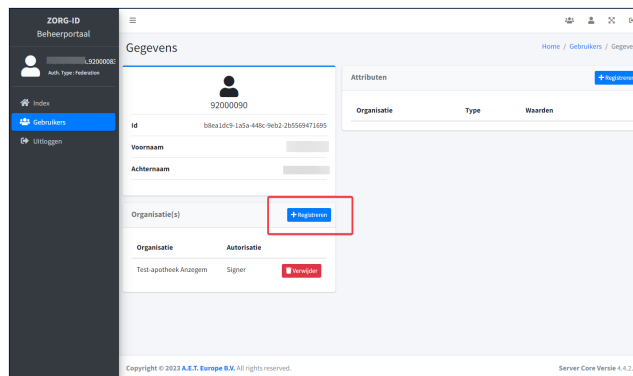 ZORG-ID
Beheerportaal
.92000083
Auth. Type : Federation
Index
Gebruikers
Uitloggen
Gegevens
Home / Gebruikers / Gegeve
92000090
Id b8ea1dc9-1a5a-448c-9eb2-2b5569471695
Voornaam
Achternaam
Organisatie(s) + Registreren
Organisatie Autorisatie
Test-apotheek Anzegem Signer Verwijder
Attributen + Registreren
Organisatie Type Waarden
Copyright © 2023 A.E.T. Europe B.V. All rights reserved. Server Core Versie 4.4.2.